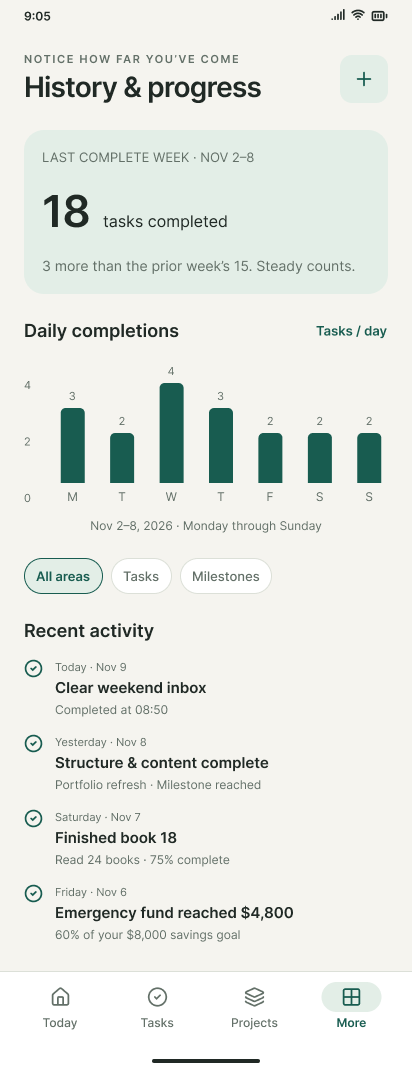 9:05
NOTICE HOW FAR YOU'VE COME
History & progress
LAST COMPLETE WEEK · NOV 2–8
18 tasks completed
3 more than the prior week's 15. Steady counts.
Daily completions
Tasks / day
4
2
0
3
2
4
3
2
2
2
M
T
W
T
F
S
S
Nov 2–8, 2026 · Monday through Sunday
All areas
Tasks
Milestones
Recent activity
Today · Nov 9
Clear weekend inbox
Completed at 08:50
Yesterday · Nov 8
Structure & content complete
Portfolio refresh · Milestone reached
Saturday · Nov 7
Finished book 18
Read 24 books · 75% complete
Friday · Nov 6
Emergency fund reached $4,800
60% of your $8,000 savings goal
Today
Tasks
Projects
More